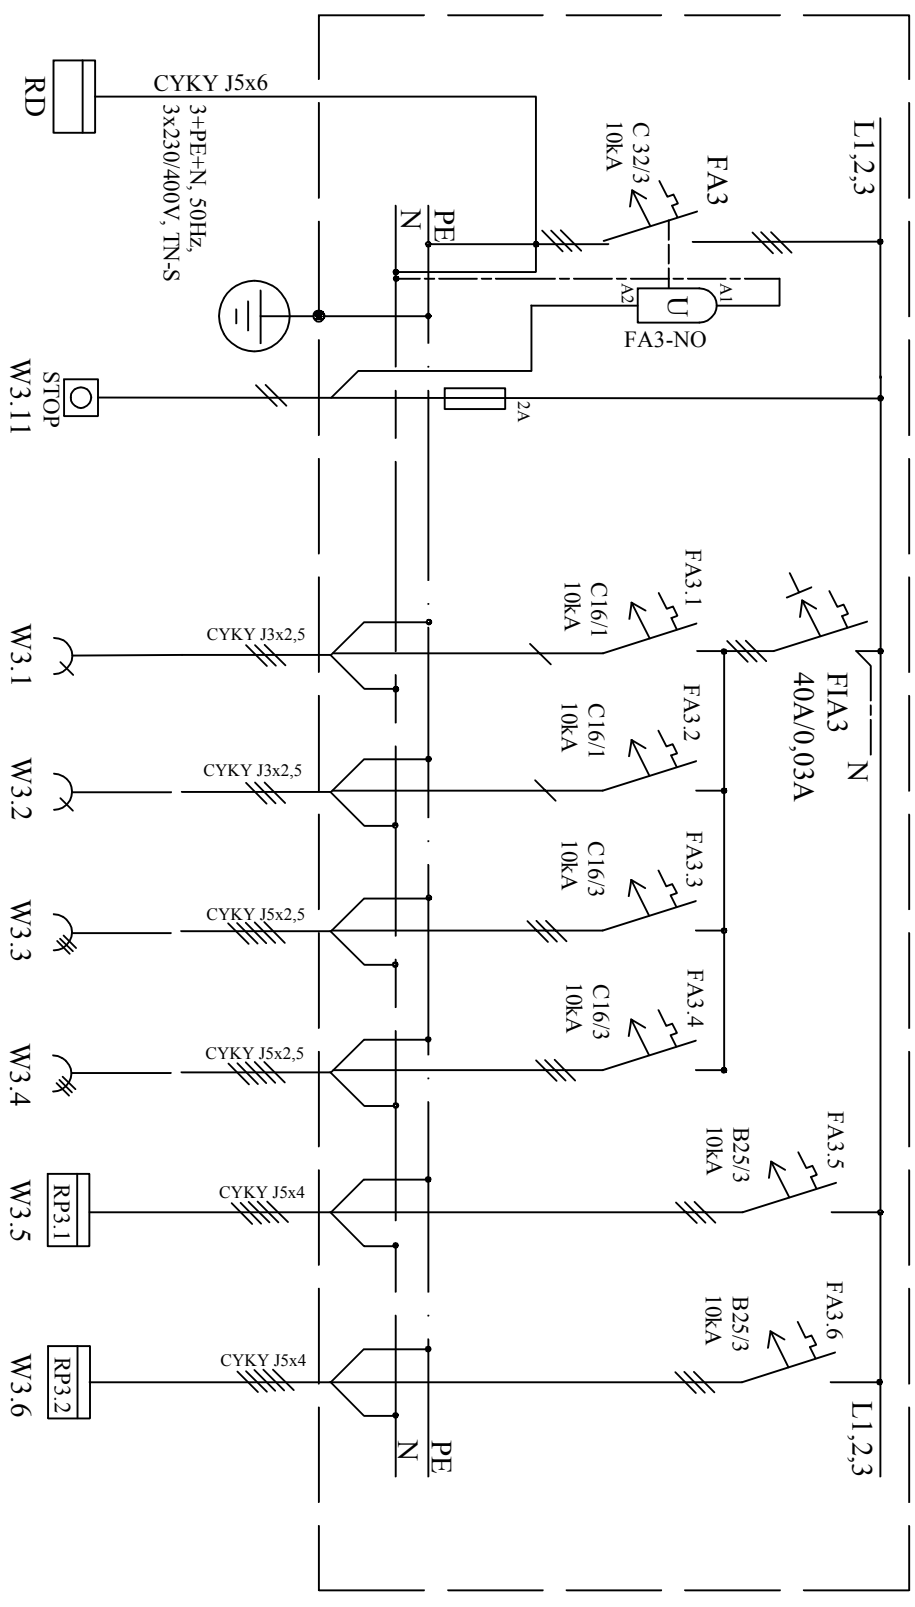 L1,2,3
FA3
C 32/3
10kA
A1
A2
U
FA3-NO
2A
PE
N
CYKY J5x6
3+PE+N, 50Hz,
3x230/400V, TN-S
RD
STOP
W3.11
FIA3
40A/0,03A
N
FA3.1
C16/1
10kA
CYKY J3x2,5
W3.1
FA3.2
C16/1
10kA
CYKY J3x2,5
W3.2
FA3.3
C16/3
10kA
CYKY J5x2,5
W3.3
FA3.4
C16/3
10kA
CYKY J5x2,5
W3.4
FA3.5
B25/3
10kA
CYKY J5x4
RP3.1
W3.5
FA3.6
B25/3
10kA
CYKY J5x4
RP3.2
W3.6
L1,2,3
PE
N